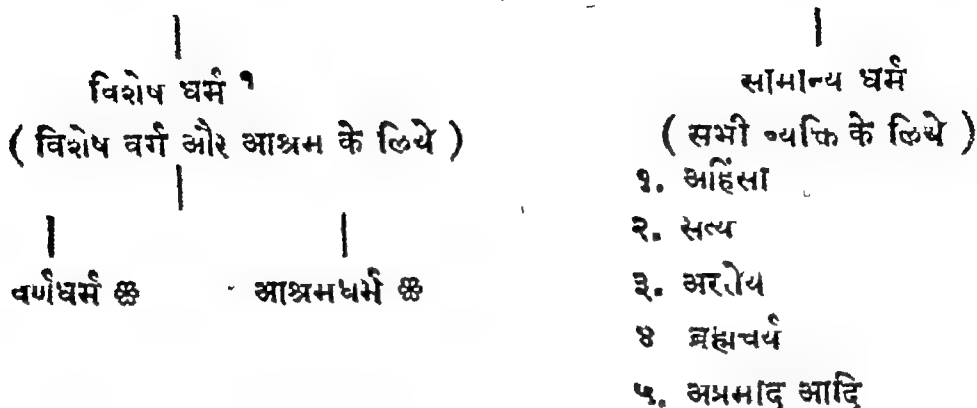 विशेष धर्म १
( विशेष वर्ग और आश्रम के लिये )
वर्णधर्म ❀ आश्रमधर्म ❀
सामान्य धर्म
( सभी व्यक्ति के लिये )
१. अहिंसा
२. सत्य
३. अस्तेय
४ ब्रह्मचर्य
५. अप्रमाद आदि